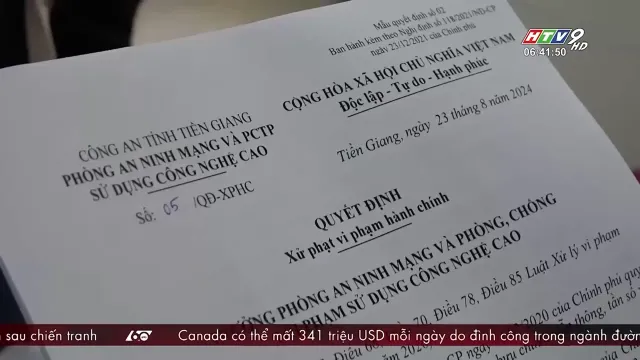 HTV9 HD
06:41:50
Mẫu quyết định số 02
Ban hành kèm theo Nghị định số 118/2021/NĐ-CP
ngày 23/12/2021 của Chính phủ
CÔNG AN TỈNH TIỀN GIANG
PHÒNG AN NINH MẠNG VÀ PCTP
SỬ DỤNG CÔNG NGHỆ CAO
Số: 05 /QĐ-XPHC
CỘNG HÒA XÃ HỘI CHỦ NGHĨA VIỆT NAM
Độc lập - Tự do - Hạnh phúc
Tiền Giang, ngày 23 tháng 8 năm 2024
QUYẾT ĐỊNH
Xử phạt vi phạm hành chính
PHÒNG AN NINH MẠNG VÀ PHÒNG, CHỐNG
PHẠM SỬ DỤNG CÔNG NGHỆ CAO
70, Điều 78, Điều 85 Luật Xử lý vi phạm
của Chính phủ quy
tần số
n sau chiến tranh
60 Canada có thể mất 341 triệu USD mỗi ngày do đình công trong ngành đườn